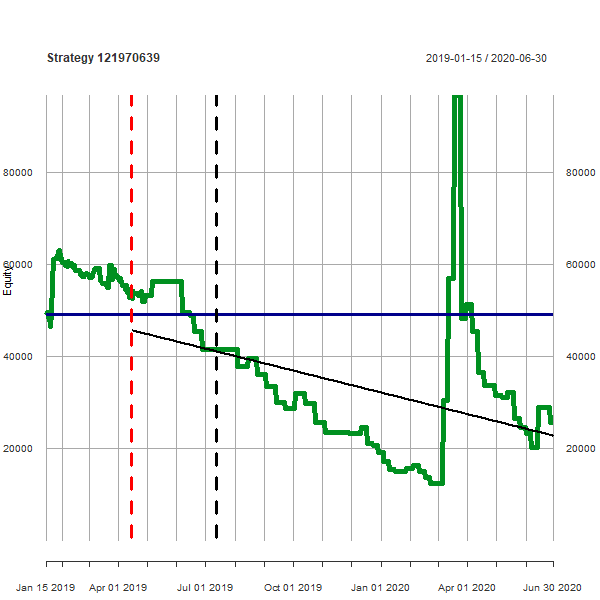 Strategy 121970639
2019-01-15 / 2020-06-30
80000
80000
60000
60000
Equity
40000
40000
20000
20000
Jan 15 2019
Apr 01 2019
Jul 01 2019
Oct 01 2019
Jan 01 2020
Apr 01 2020
Jun 30 2020